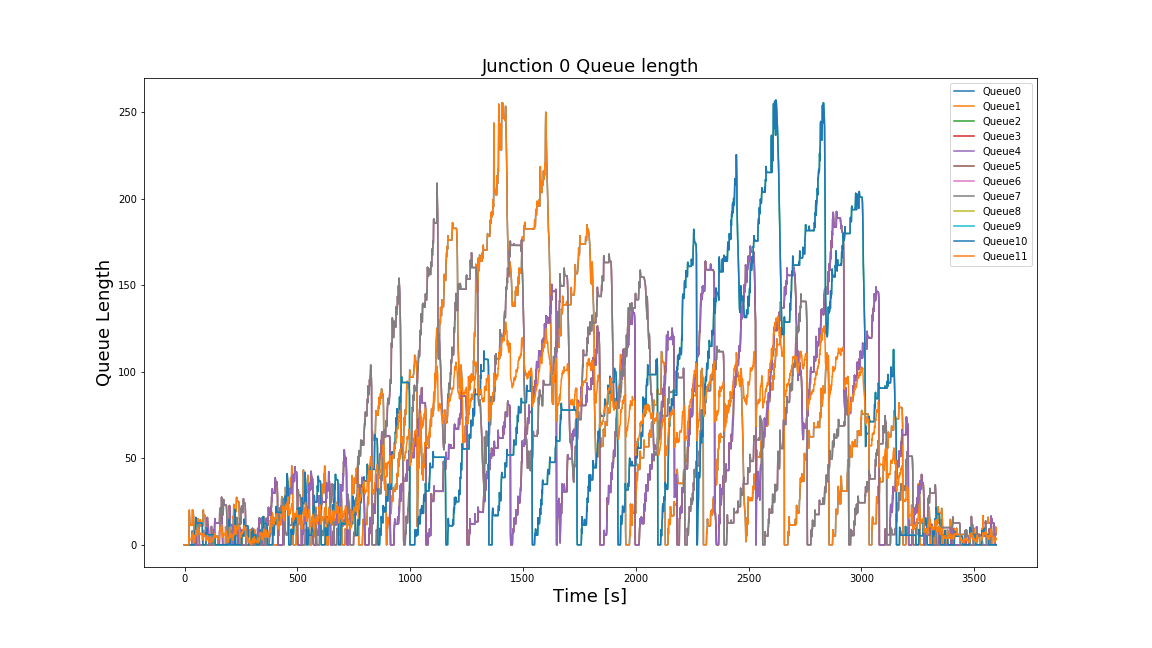 Junction 0 Queue length
250
200
150
100
50
0
Queue Length
0
500
1000
1500
2000
2500
3000
3500
Time [s]
Queue0
Queue1
Queue2
Queue3
Queue4
Queue5
Queue6
Queue7
Queue8
Queue9
Queue10
Queue11